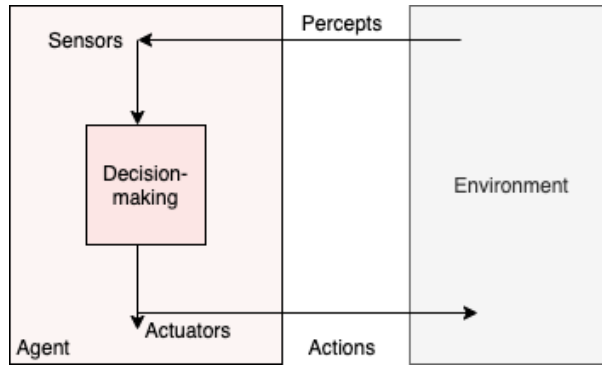 Percepts
Sensors
Decision-
making
Environment
Actuators
Agent
Actions